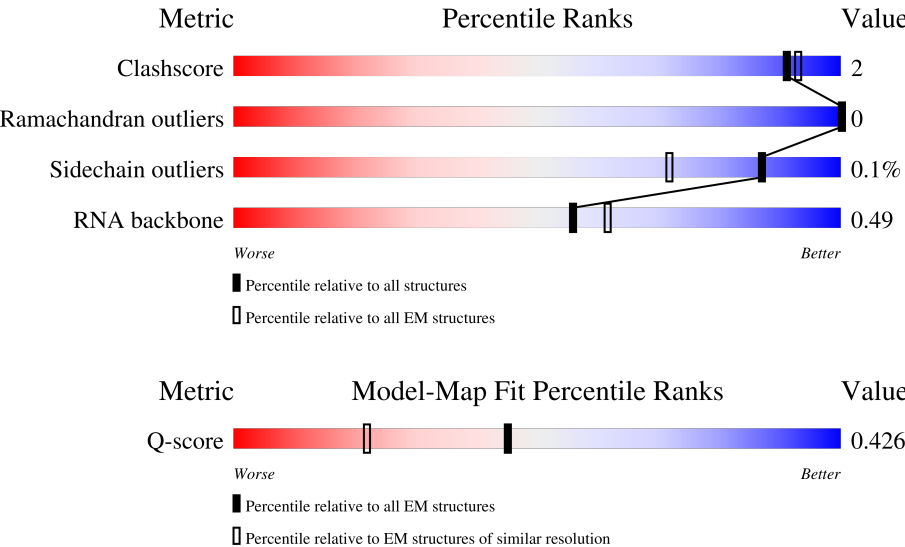 Metric Percentile Ranks Value
Clashscore 2
Ramachandran outliers 0
Sidechain outliers 0.1%
RNA backbone 0.49
Worse Better
Percentile relative to all structures
Percentile relative to all EM structures
Metric Model-Map Fit Percentile Ranks Value
Q-score 0.426
Worse Better
Percentile relative to all EM structures
Percentile relative to EM structures of similar resolution